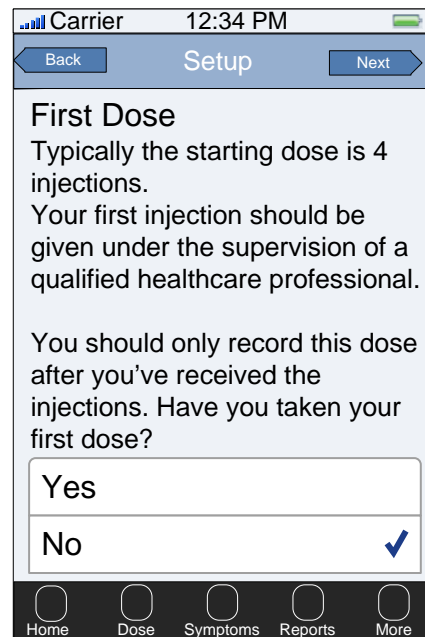 Carrier 12:34 PM
Back Setup Next
First Dose
Typically the starting dose is 4
injections.
Your first injection should be
given under the supervision of a
qualified healthcare professional.
You should only record this dose
after you've received the
injections. Have you taken your
first dose?
Yes
No
Home Dose Symptoms Reports More